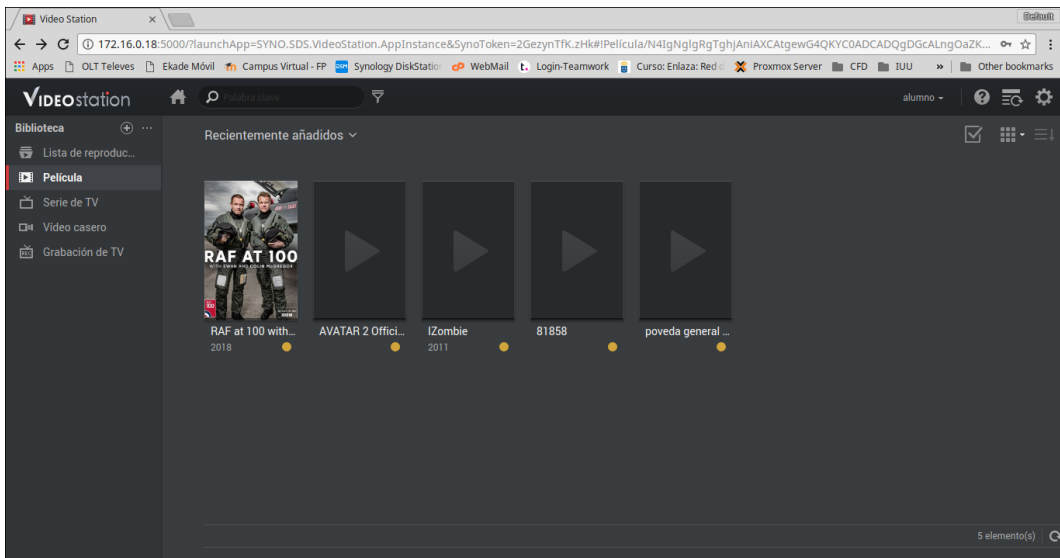 Video Station
Default
172.16.0.18:5000/?launchApp=SYNO.SDS.VideoStation.AppInstance&SynoToken=2GezynTfK.zHk#!Película/N4IgNglgRgTghjAniAXCAtgewG4QKYC0ADCADQgDGcALngOaZK...
Apps OLT Televes Ekade Móvil Campus Virtual - FP Synology DiskStatio WebMail Login-Teamwork Curso: Enlaza: Red d Proxmox Server CFD IUU » Other bookmarks
VIDEOstation Palabra clave alumno
Biblioteca
Recientemente añadidos
Lista de reproduc...
Película
Serie de TV
Vídeo casero
Grabación de TV
RAF AT 100
WITH EWAN AND COLIN McGREGOR
RAF at 100 with... AVATAR 2 Offici... IZombie 81858 poveda general ...
2018 2011
5 elemento(s)